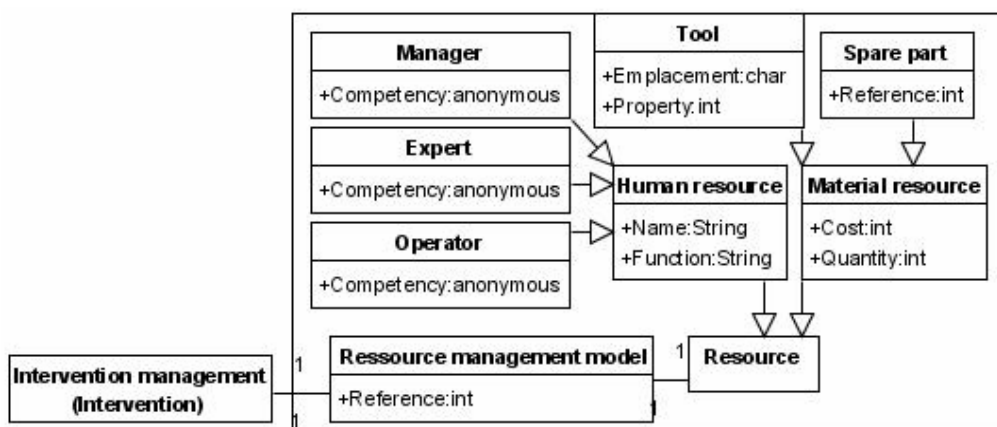 Manager
+Competency:anonymous
Tool
+Emplacement:char
+Property:int
Spare part
+Reference:int
Expert
+Competency:anonymous
Human resource
+Name:String
+Function:String
Material resource
+Cost:int
+Quantity:int
Operator
+Competency:anonymous
Intervention management
(Intervention)
1
1
Ressource management model
+Reference:int
1
1
Resource